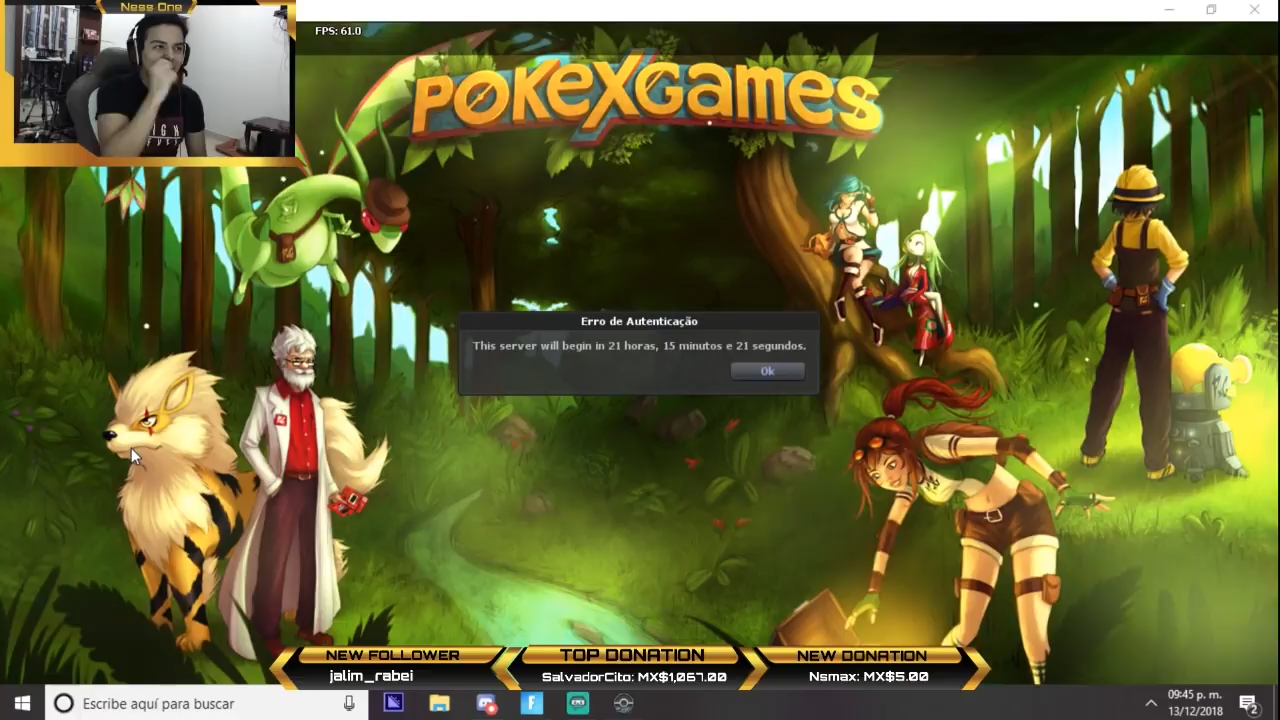 Ness One
FPS: 61.0
POKEXGAMES
Erro de Autenticação
This server will begin in 21 horas, 15 minutos e 21 segundos.
Ok
NEW FOLLOWER
jalim_rabei
TOP DONATION
SalvadorCito: MX$1,067.00
NEW DONATION
Nsmax: MX$5.00
Escribe aquí para buscar
09:45 p. m.
13/12/2018
2